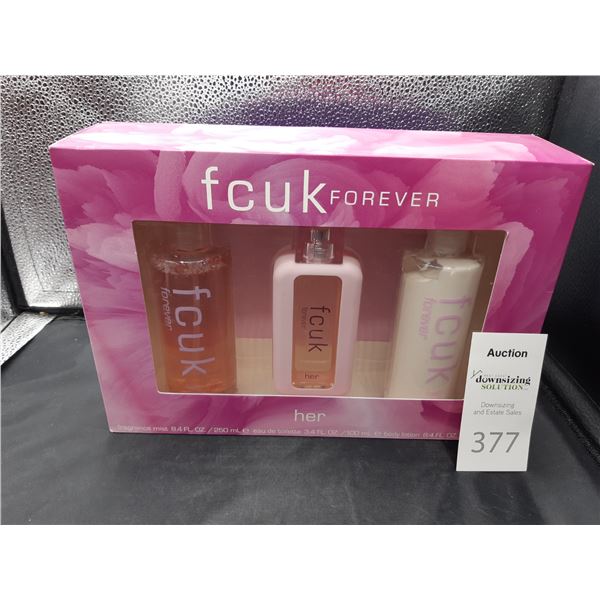 fcuk FOREVER
fcuk
forever
fcuk
forever
her
fcuk
forever
her
fragrance mist 8.4 FL OZ / 250 mL e eau de toilette 3.4 FL OZ / 100 mL e body lotion 8.4 FL OZ
Auction
downsizing
SOLUTION
Downsizing
and Estate Sales
377